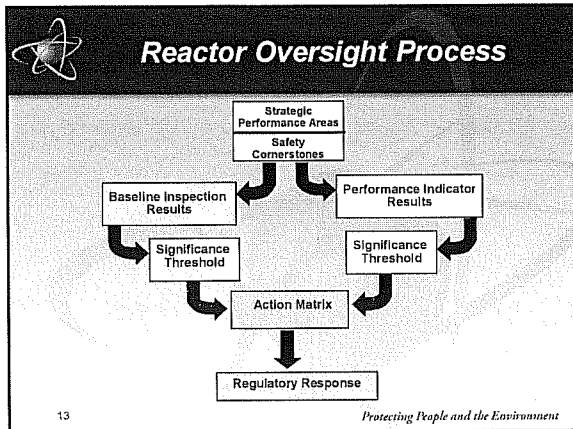 Reactor Oversight Process
Strategic
Performance Areas
Safety
Cornerstones
Baseline Inspection
Results
Performance Indicator
Results
Significance
Threshold
Significance
Threshold
Action Matrix
Regulatory Response
13
Protecting People and the Environment